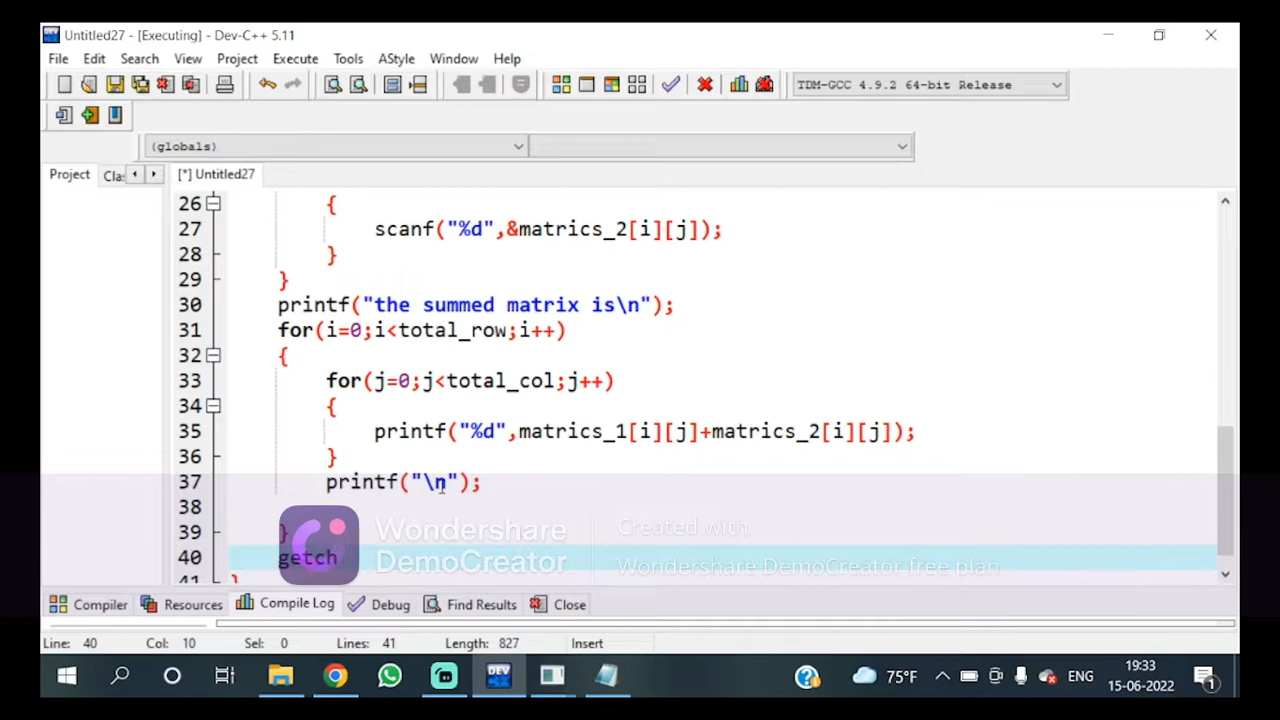 Untitled27 - [Executing] - Dev-C++ 5.11
File Edit Search View Project Execute Tools AStyle Window Help
TDM-GCC 4.9.2 64-bit Release
(globals)
Project Cla [*] Untitled27
26 {
27 scanf("%d",&matrics_2[i][j]);
28 }
29 }
30 printf("the summed matrix is\n");
31 for(i=0;i<total_row;i++)
32 {
33 for(j=0;j<total_col;j++)
34 {
35 printf("%d",matrics_1[i][j]+matrics_2[i][j]);
36 }
37 printf("\n");
38
39 }
40 getch
41 }
Wondershare DemoCreator
Created with
Wondershare DemoCreator free plan
Compiler Resources Compile Log Debug Find Results Close
Line: 40 Col: 10 Sel: 0 Lines: 41 Length: 827 Insert
DEV 75°F ENG 19:33 15-06-2022 1